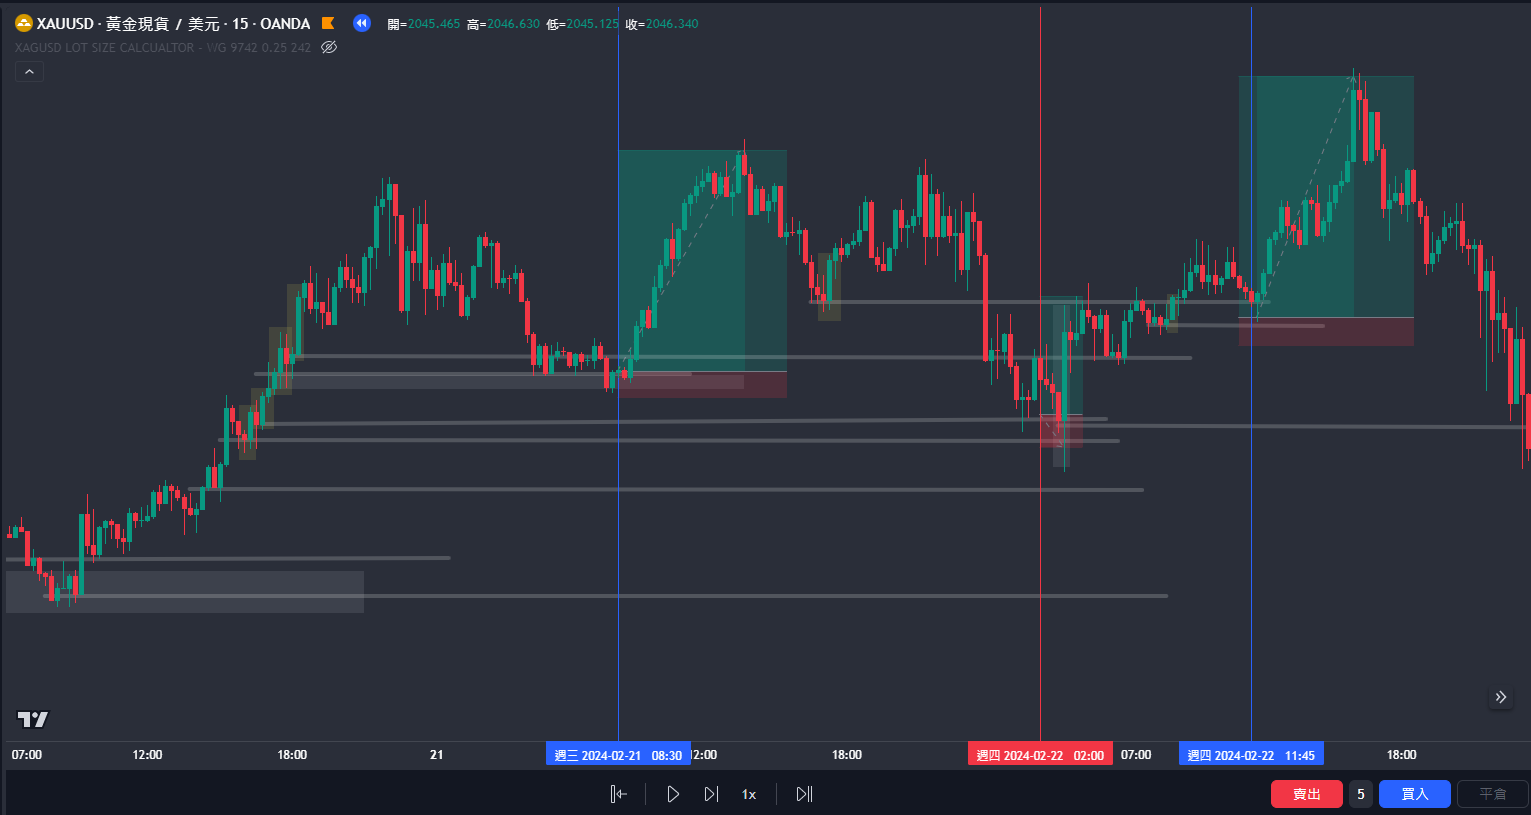 XAUUSD · 黃金現貨 / 美元 · 15 · OANDA 開=2045.465 高=2046.630 低=2045.125 收=2046.340
XAGUSD LOT SIZE CALCUALTOR - WG 9742 0.25 242
07:00 12:00 18:00 21 週三 2024-02-21 08:30 2:00 18:00 週四 2024-02-22 02:00 07:00 週四 2024-02-22 11:45 18:00
1x 賣出 5 買入 平倉